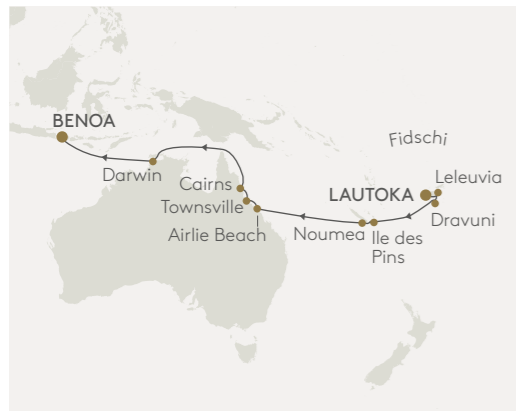 BENOA
Fidschi
Darwin
Leleuvia
Cairns
LAUTOKA
Townsville
Dravuni
Airlie Beach
Noumea
Ile des
Pins